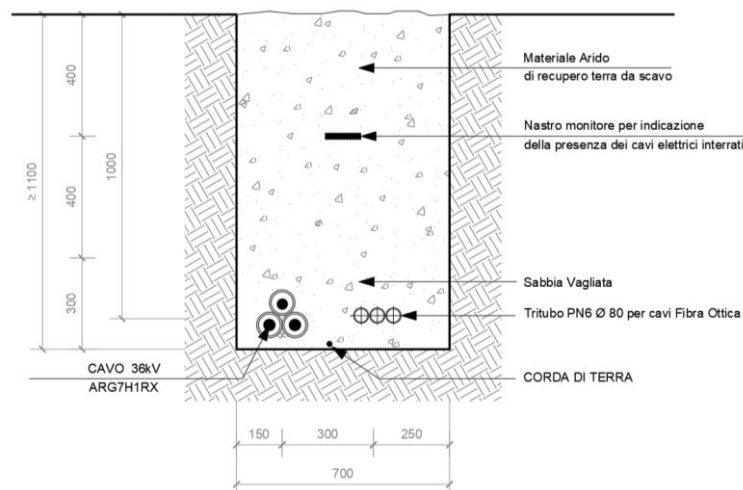 Materiale Arido
di recupero terra da scavo
Nastro monitore per indicazione
della presenza dei cavi elettrici interrati
400
400
300
≥ 1100
1000
Sabbia Vagliata
Tritubo PN6 Ø 80 per cavi Fibra Ottica
CAVO 36kV
ARG7H1RX
CORDA DI TERRA
150
300
250
700